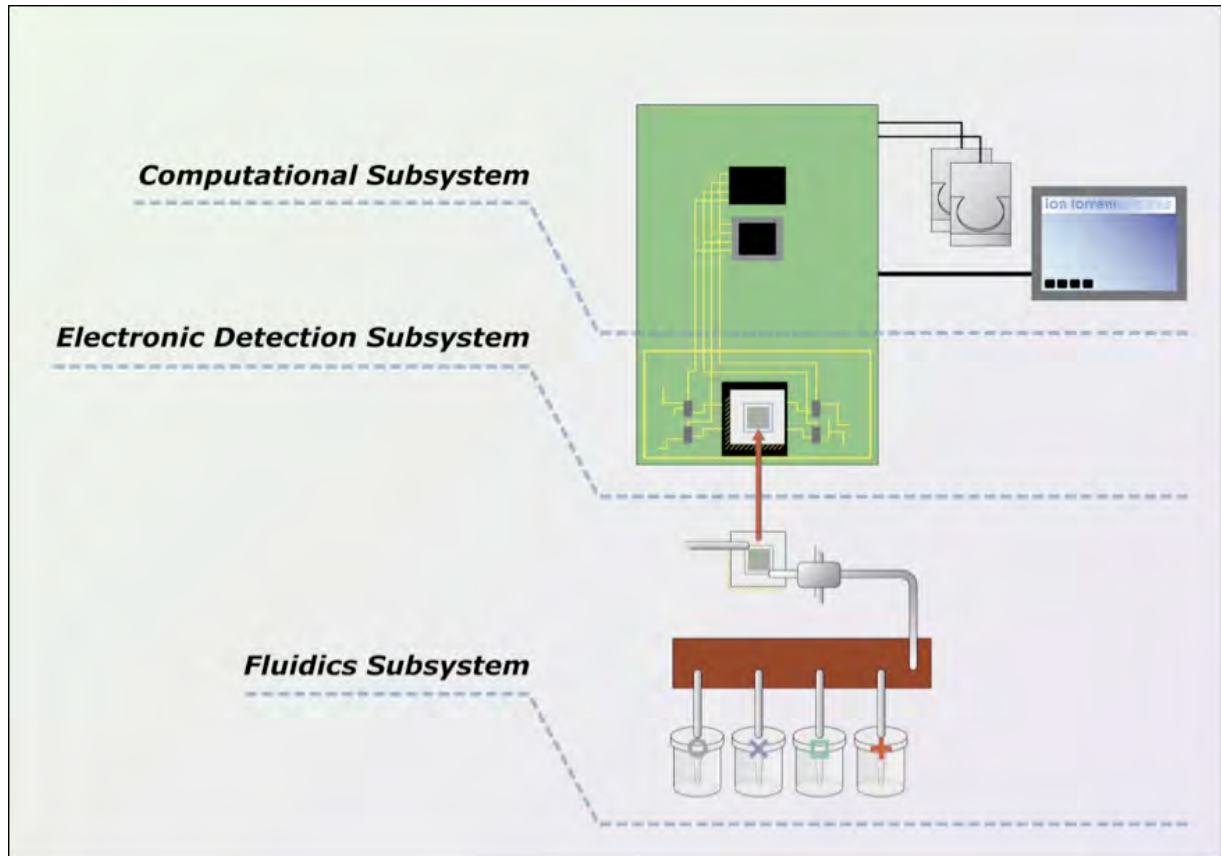 Computational Subsystem
ion torrent
Electronic Detection Subsystem
Fluidics Subsystem